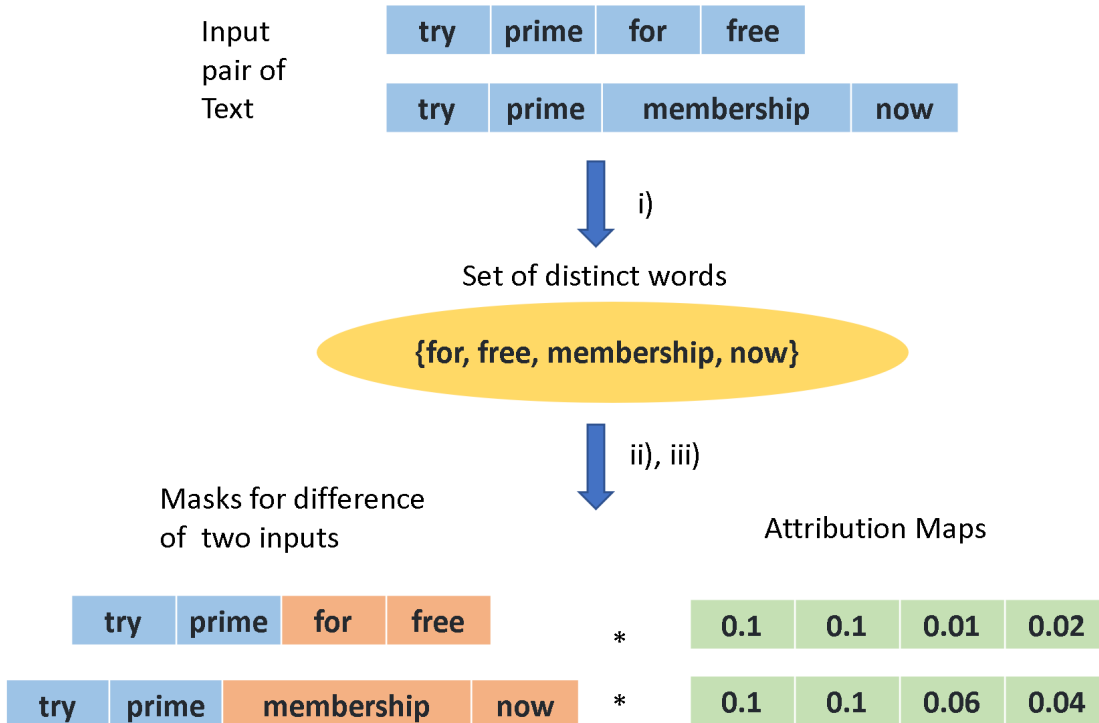 Input
pair of
Text
try prime for free
try prime membership now
i)
Set of distinct words
{for, free, membership, now}
ii), iii)
Masks for difference
of two inputs
Attribution Maps
try prime for free * 0.1 0.1 0.01 0.02
try prime membership now * 0.1 0.1 0.06 0.04